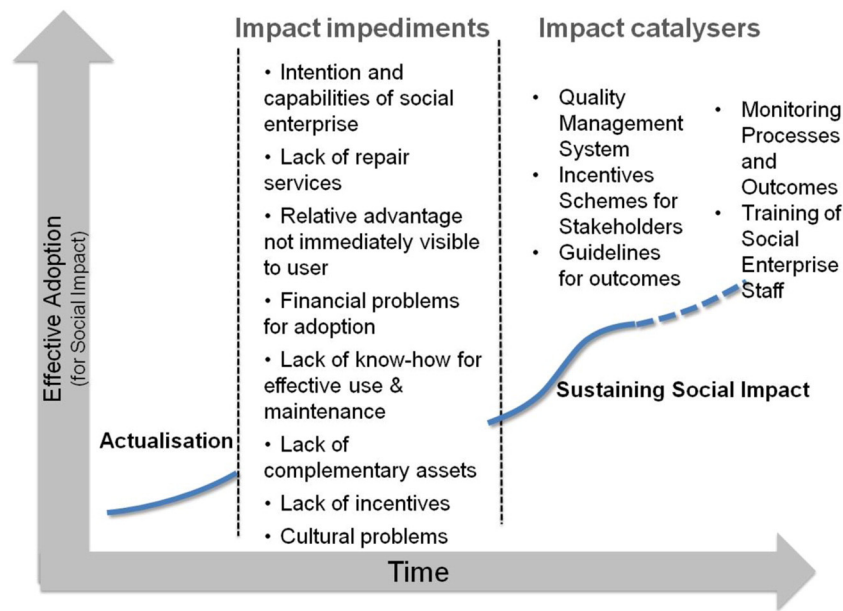 Impact impediments
Impact catalysers
• Intention and
capabilities of social
enterprise
• Lack of repair
services
• Relative advantage
not immediately visible
to user
• Financial problems
for adoption
• Lack of know-how for
effective use &
maintenance
• Lack of
complementary assets
• Lack of incentives
• Cultural problems
• Quality
Management
System
• Incentives
Schemes for
Stakeholders
• Guidelines
for outcomes
• Monitoring
Processes
and
Outcomes
• Training of
Social
Enterprise
Staff
Effective Adoption
(for Social Impact)
Actualisation
Sustaining Social Impact
Time